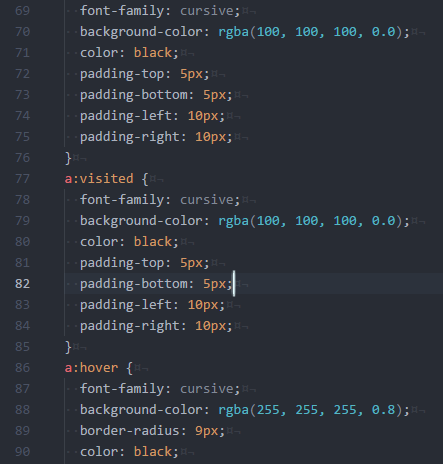 69 font-family: cursive;
70 background-color: rgba(100, 100, 100, 0.0);
71 color: black;
72 padding-top: 5px;
73 padding-bottom: 5px;
74 padding-left: 10px;
75 padding-right: 10px;
76 }
77 a:visited {
78 font-family: cursive;
79 background-color: rgba(100, 100, 100, 0.0);
80 color: black;
81 padding-top: 5px;
82 padding-bottom: 5px;
83 padding-left: 10px;
84 padding-right: 10px;
85 }
86 a:hover {
87 font-family: cursive;
88 background-color: rgba(255, 255, 255, 0.8);
89 border-radius: 9px;
90 color: black;